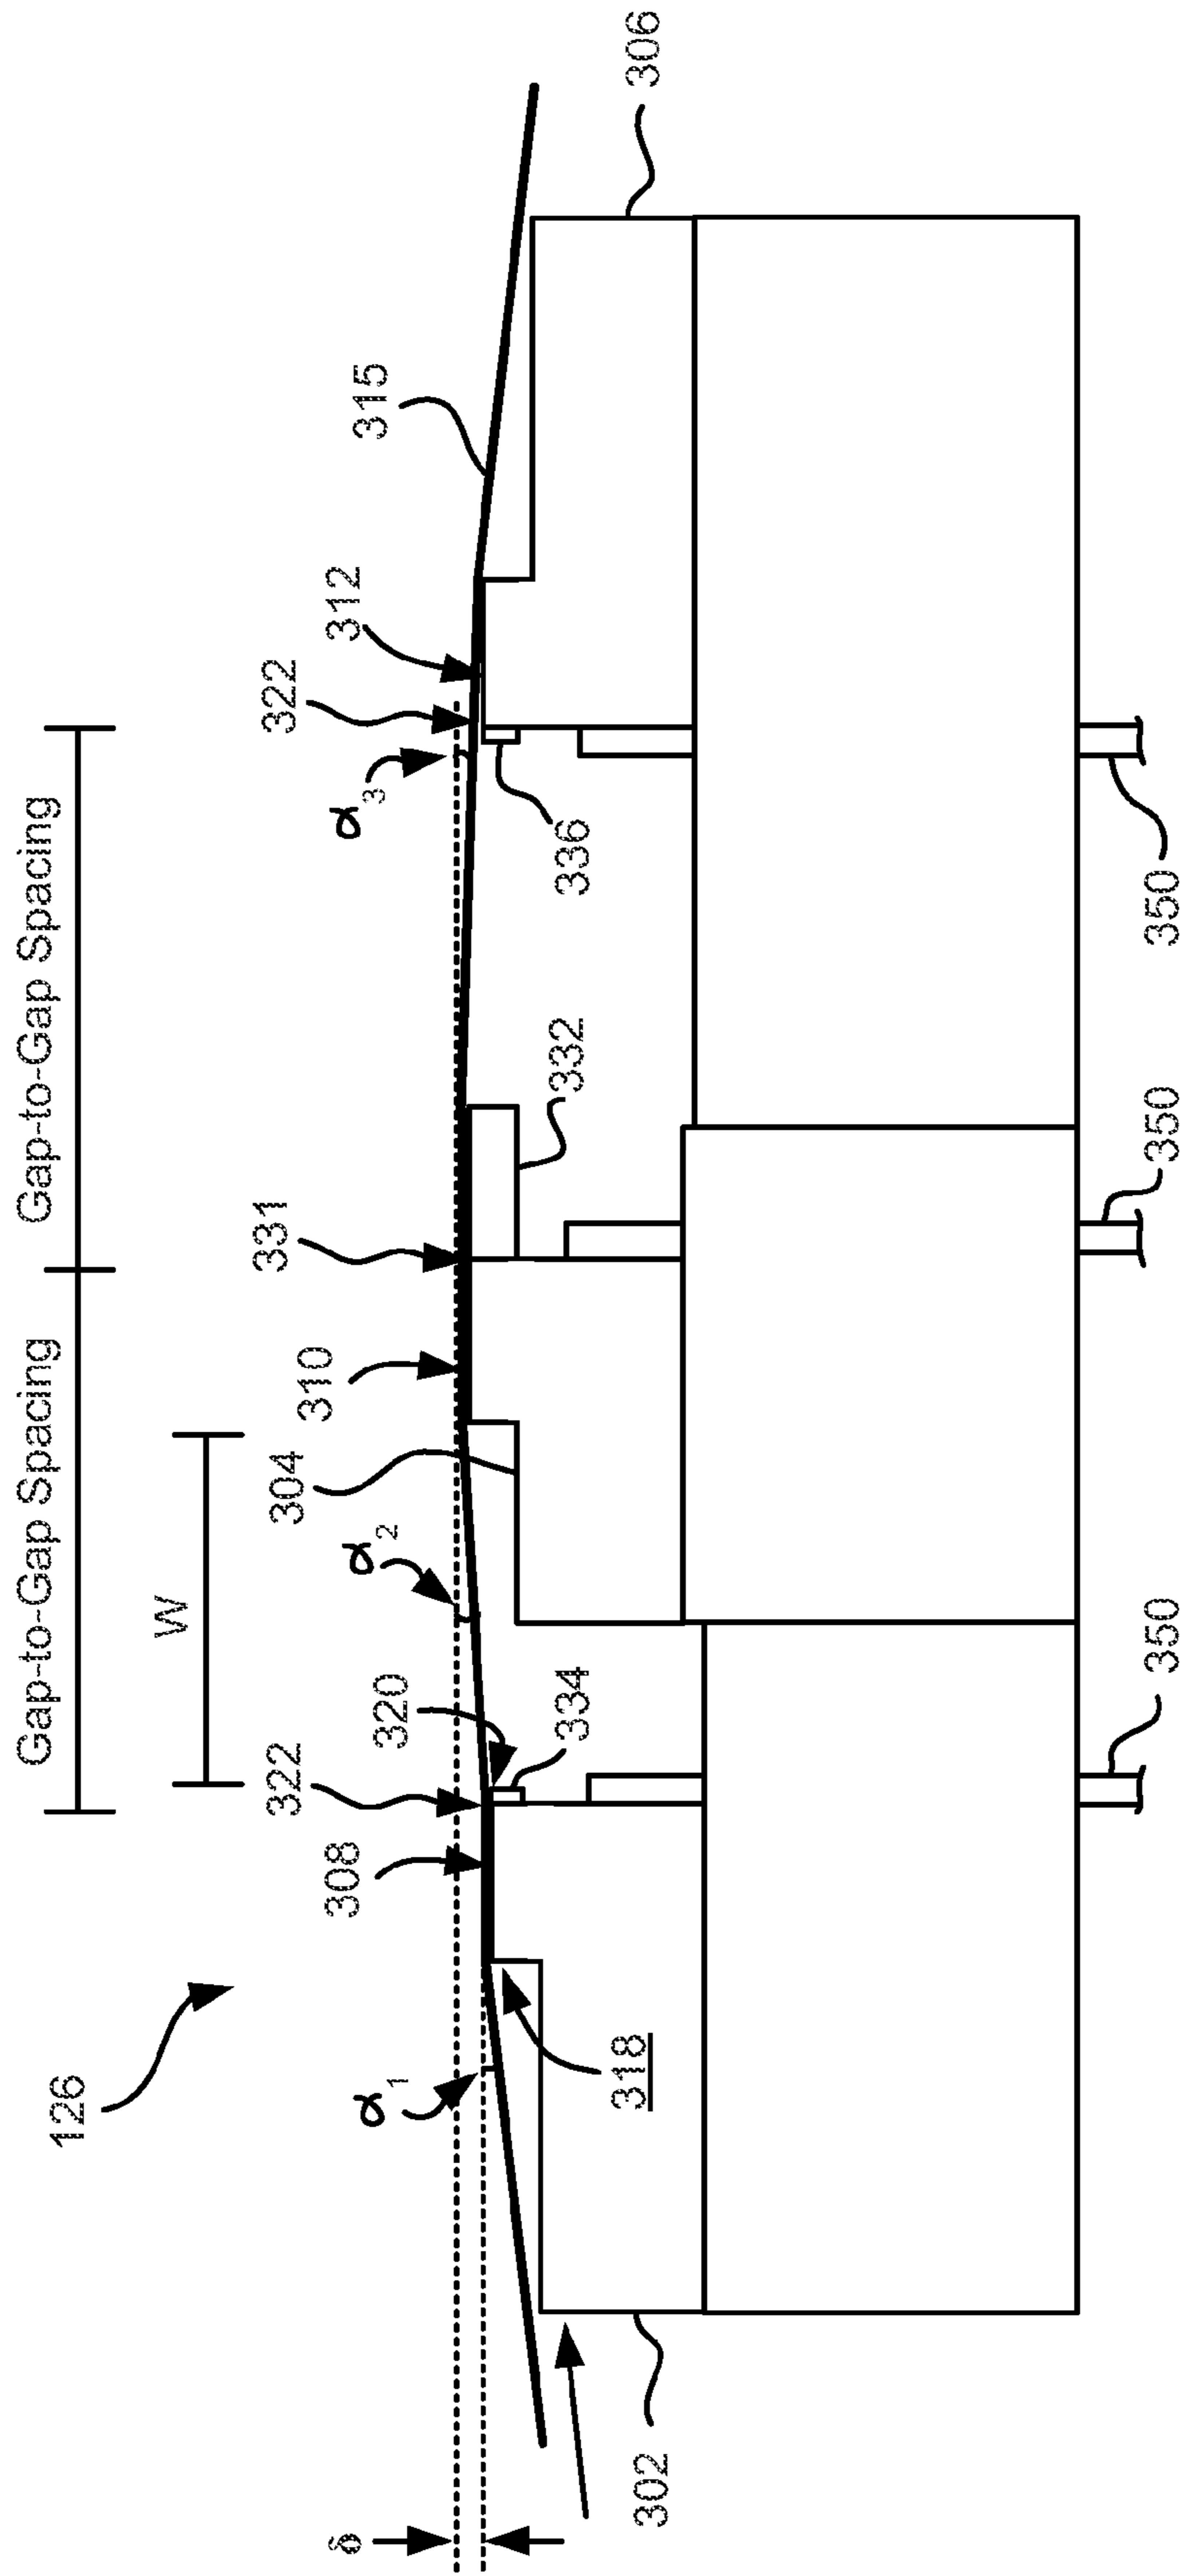 Gap-to-Gap Spacing
Gap-to-Gap Spacing
126
W
322
331
322
304
310
308
312
δ
α1
α2
α3
315
320
334
332
336
318
302
306
350
350
350